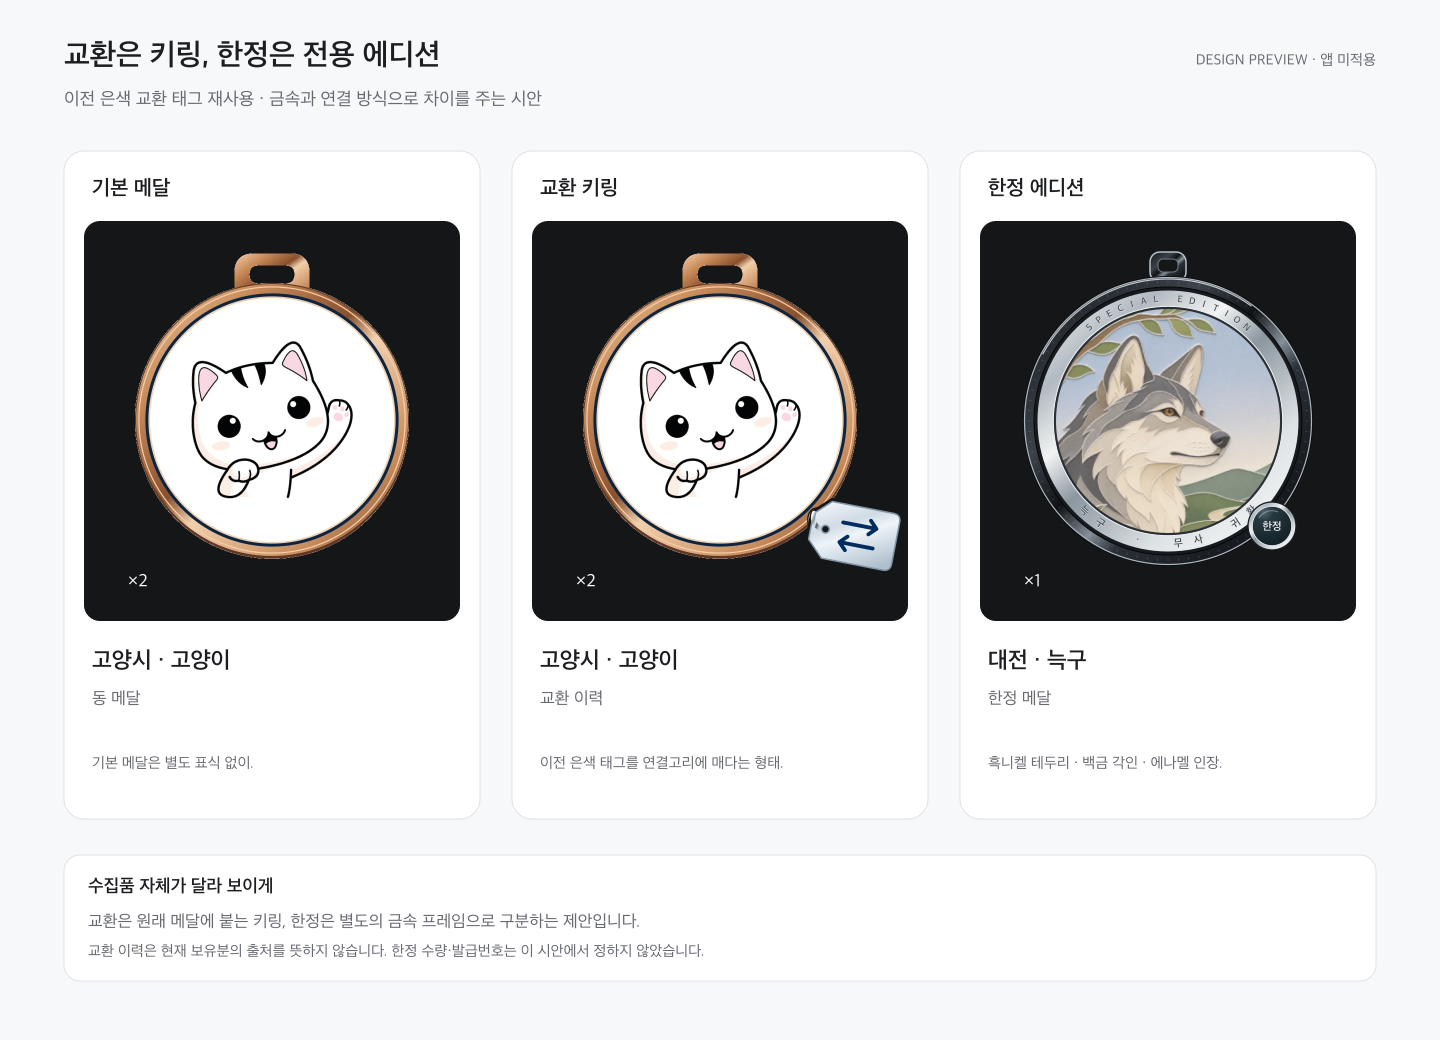 교환은 키링, 한정은 전용 에디션
DESIGN PREVIEW · 앱 미적용
이전 은색 교환 태그 재사용 · 금속과 연결 방식으로 차이를 주는 시안
기본 메달
×2
고양시 · 고양이
동 메달
기본 메달은 별도 표식 없이.
교환 키링
×2
고양시 · 고양이
교환 이력
이전 은색 태그를 연결고리에 매다는 형태.
한정 에디션
SPECIAL EDITION
늑구 · 무사 귀환
한정
×1
대전 · 늑구
한정 메달
흑니켈 테두리 · 백금 각인 · 에나멜 인장.
수집품 자체가 달라 보이게
교환은 원래 메달에 붙는 키링, 한정은 별도의 금속 프레임으로 구분하는 제안입니다.
교환 이력은 현재 보유분의 출처를 뜻하지 않습니다. 한정 수량·발급번호는 이 시안에서 정하지 않았습니다.